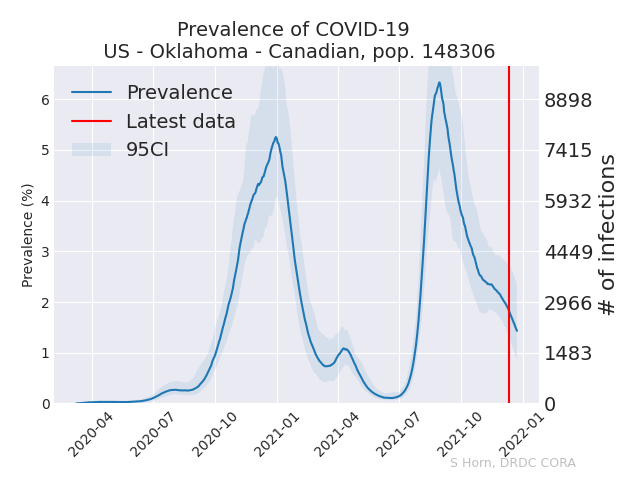 Prevalence of COVID-19
US - Oklahoma - Canadian, pop. 148306
Prevalence
Latest data
95CI
Prevalence (%)
6
5
4
3
2
1
0
8898
7415
5932
4449
2966
1483
0
# of infections
2020-04
2020-07
2020-10
2021-01
2021-04
2021-07
2021-10
2022-01
S Horn, DRDC CORA